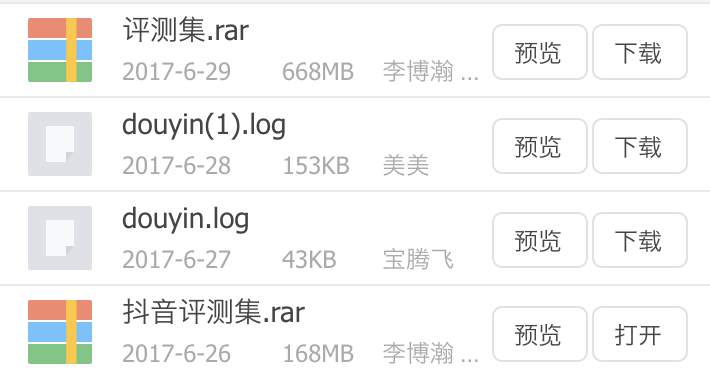 评测集.rar
2017-6-29 668MB 李博瀚 ... 预览 下载
douyin(1).log
2017-6-28 153KB 美美 预览 下载
douyin.log
2017-6-27 43KB 宝腾飞 预览 下载
抖音评测集.rar
2017-6-26 168MB 李博瀚 ... 预览 打开